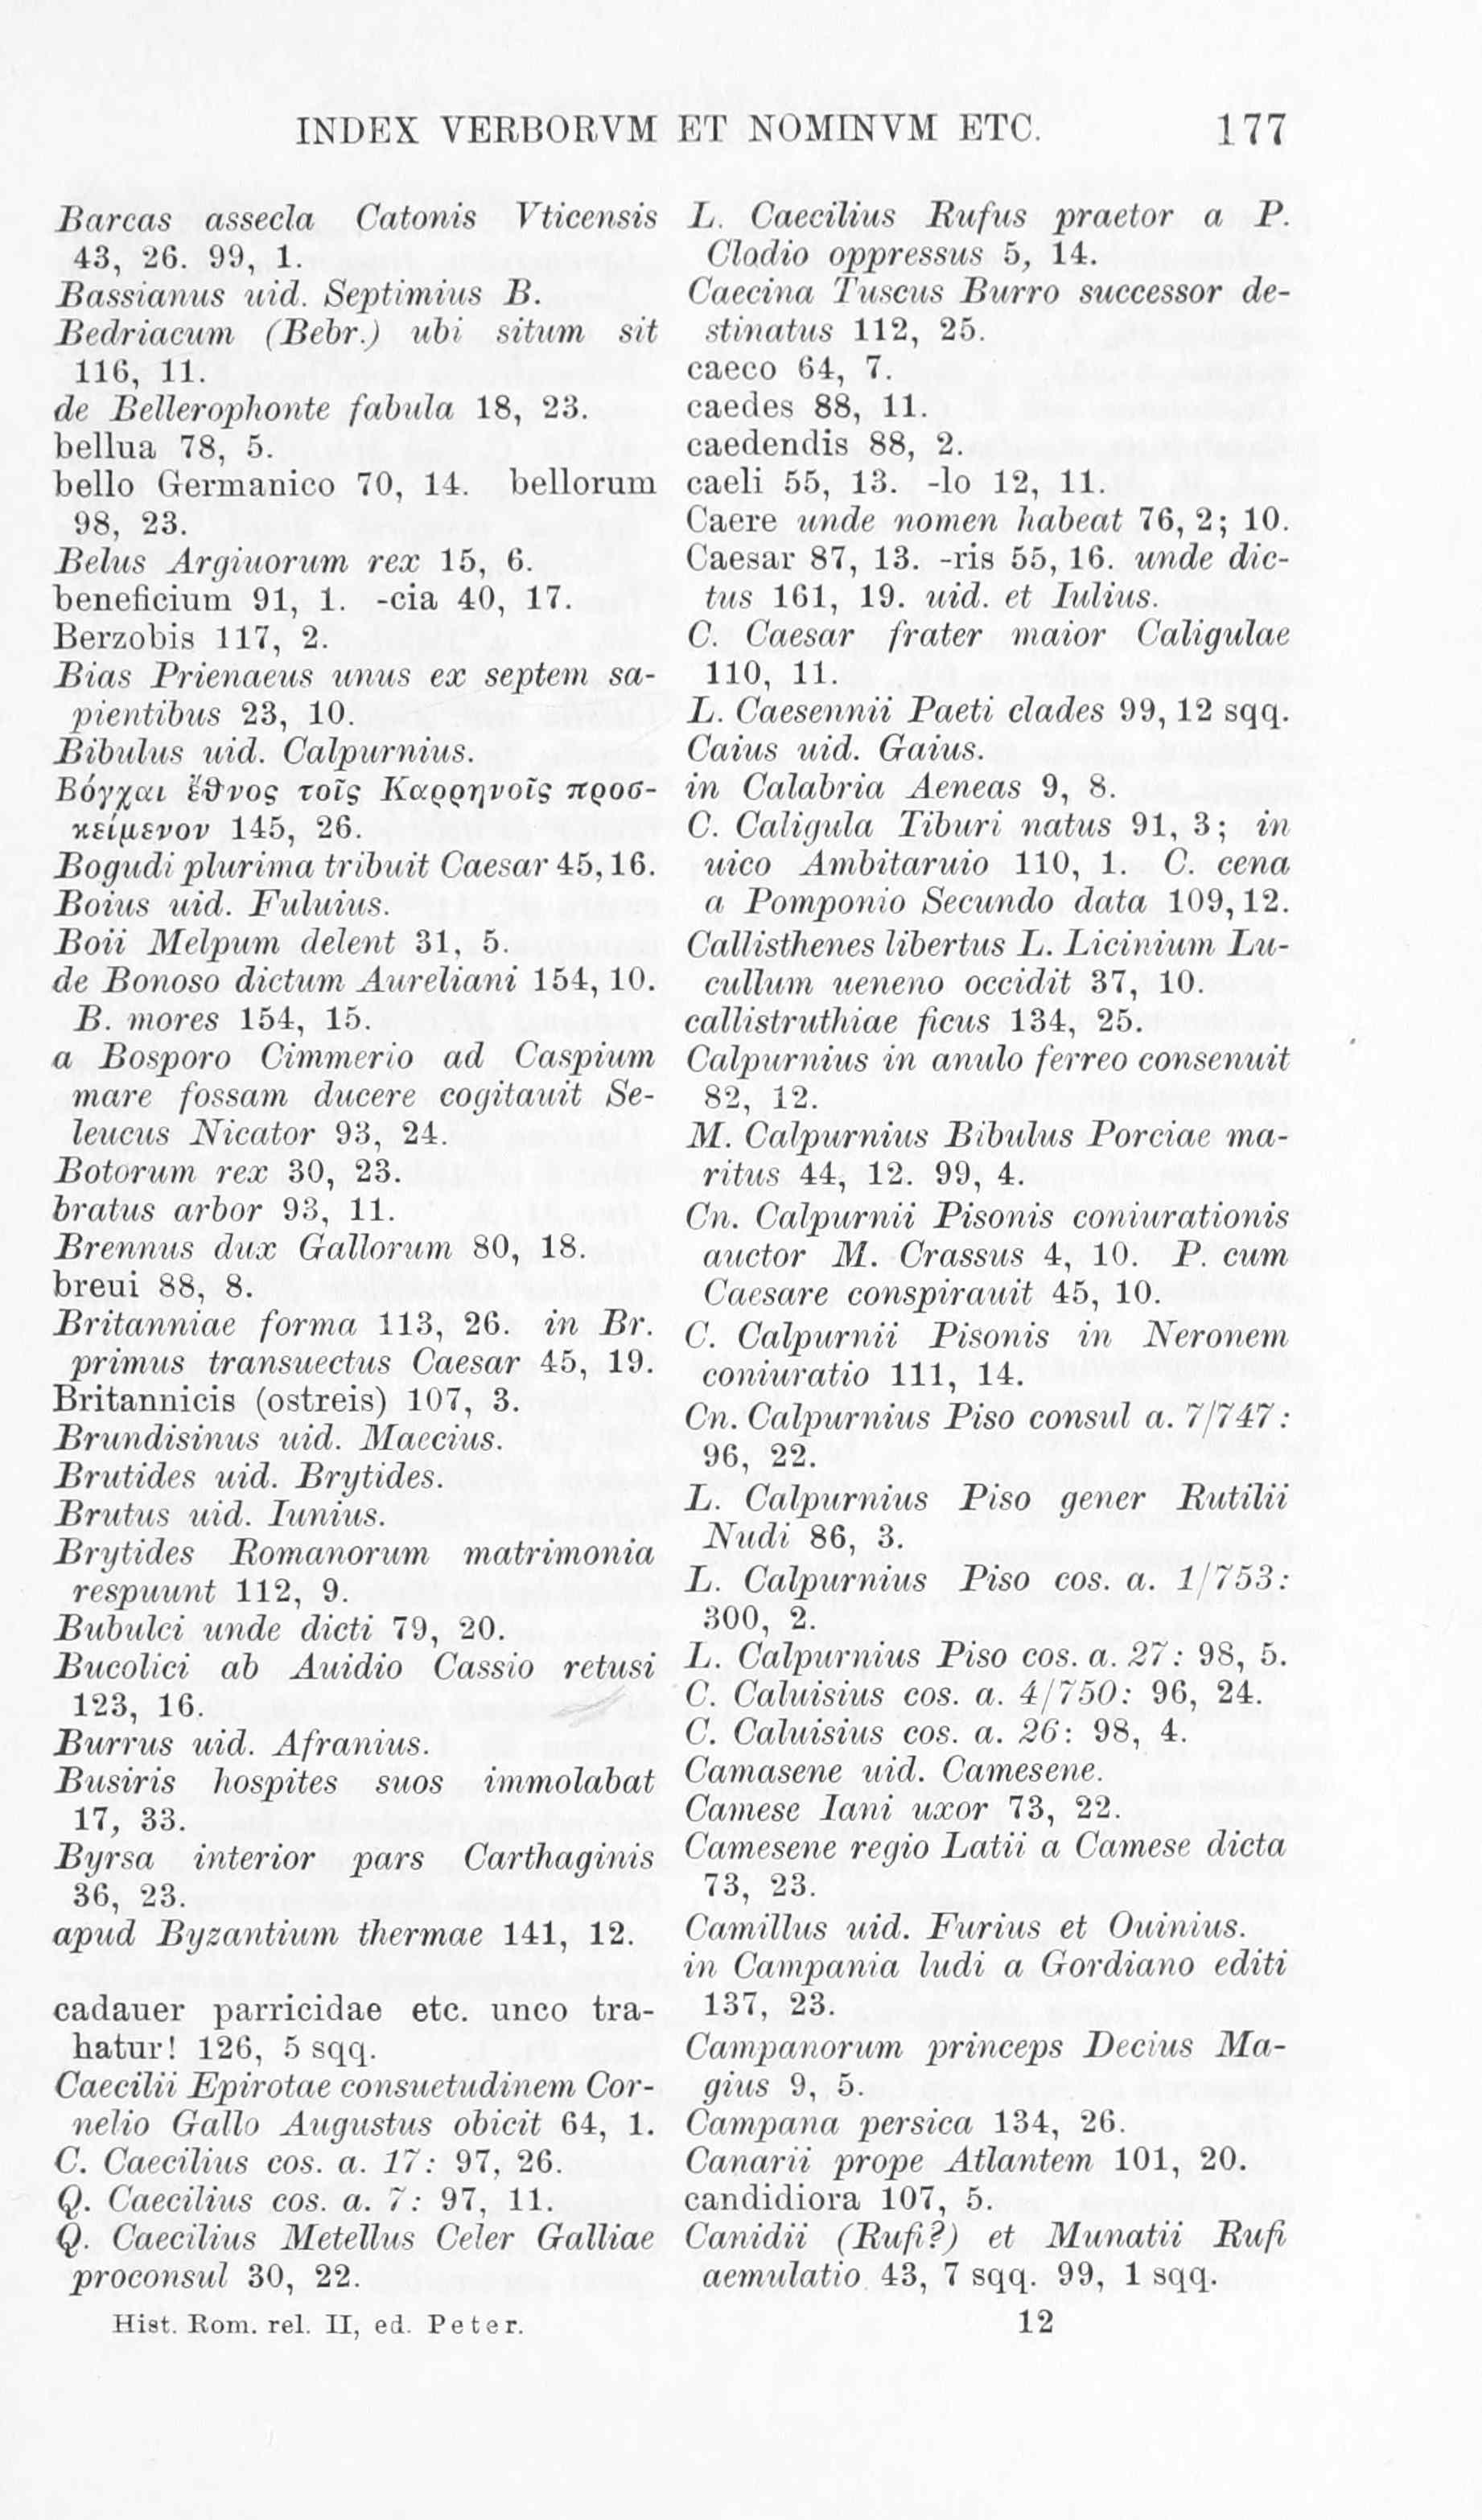 INDEX VERBORVM ET NOMINVM ETC. 177
Barcas assecla Catonis Vticensis
43, 26. 99, 1.
Bassianus uid. Septimius B.
Bedriacum (Bebr.) ubi situm sit
116, 11.
de Bellerophonte fabula 18, 23.
bellua 78, 5.
bello Germanico 70, 14. bellorum
98, 23.
Belus Argiuorum rex 15, 6.
beneficium 91, 1. -cia 40, 17.
Berzobis 117, 2.
Bias Prienaeus unus ex septem sa-
pientibus 23, 10.
Bibulus uid. Calpurnius.
Βόγχαι ἔθνος τοῖς Καρρηνοῖς προσ-
κείμενον 145, 26.
Bogudi plurima tribuit Caesar 45, 16.
Boius uid. Fuluius.
Boii Melpum delent 31, 5.
de Bonoso dictum Aureliani 154, 10.
B. mores 154, 15.
a Bosporo Cimmerio ad Caspium
mare fossam ducere cogitauit Se-
leucus Nicator 93, 24.
Botorum rex 30, 23.
bratus arbor 93, 11.
Brennus dux Gallorum 80, 18.
breui 88, 8.
Britanniae forma 113, 26. in Br.
primus transuectus Caesar 45, 19.
Britannicis (ostreis) 107, 3.
Brundisinus uid. Maecius.
Brutides uid. Brytides.
Brutus uid. Iunius.
Brytides Romanorum matrimonia
respuunt 112, 9.
Bubulci unde dicti 79, 20.
Bucolici ab Auidio Cassio retusi
123, 16.
Burrus uid. Afranius.
Busiris hospites suos immolabat
17, 33.
Byrsa interior pars Carthaginis
36, 23.
apud Byzantium thermae 141, 12.
cadauer parricidae etc. unco tra-
hatur! 126, 5 sqq.
Caecilii Epirotae consuetudinem Cor-
nelio Gallo Augustus obicit 64, 1.
C. Caecilius cos. a. 17: 97, 26.
Q. Caecilius cos. a. 7: 97, 11.
Q. Caecilius Metellus Celer Galliae
proconsul 30, 22.
L. Caecilius Rufus praetor a P.
Clodio oppressus 5, 14.
Caecina Tuscus Burro successor de-
stinatus 112, 25.
caeco 64, 7.
caedes 88, 11.
caedendis 88, 2.
caeli 55, 13. -lo 12, 11.
Caere unde nomen habeat 76, 2; 10.
Caesar 87, 13. -ris 55, 16. unde dic-
tus 161, 19. uid. et Iulius.
C. Caesar frater maior Caligulae
110, 11.
L. Caesennii Paeti clades 99, 12 sqq.
Caius uid. Gaius.
in Calabria Aeneas 9, 8.
C. Caligula Tiburi natus 91, 3; in
uico Ambitaruio 110, 1. C. cena
a Pomponio Secundo data 109, 12.
Callisthenes libertus L. Licinium Lu-
cullum ueneno occidit 37, 10.
callistruthiae ficus 134, 25.
Calpurnius in anulo ferreo consenuit
82, 12.
M. Calpurnius Bibulus Porciae ma-
ritus 44, 12. 99, 4.
Cn. Calpurnii Pisonis coniurationis
auctor M. Crassus 4, 10. P. cum
Caesare conspirauit 45, 10.
C. Calpurnii Pisonis in Neronem
coniuratio 111, 14.
Cn. Calpurnius Piso consul a. 7/747:
96, 22.
L. Calpurnius Piso gener Rutilii
Nudi 86, 3.
L. Calpurnius Piso cos. a. 1/753:
300, 2.
L. Calpurnius Piso cos. a. 27: 98, 5.
C. Caluisius cos. a. 4/750: 96, 24.
C. Caluisius cos. a. 26: 98, 4.
Camasene uid. Camesene.
Camese Iani uxor 73, 22.
Camesene regio Latii a Camese dicta
73, 23.
Camillus uid. Furius et Ouinius.
in Campania ludi a Gordiano editi
137, 23.
Campanorum princeps Decius Ma-
gius 9, 5.
Campana persica 134, 26.
Canarii prope Atlantem 101, 20.
candidiora 107, 5.
Canidii (Rufi?) et Munatii Rufi
aemulatio 43, 7 sqq. 99, 1 sqq.
Hist. Rom. rel. II, ed. Peter. 12